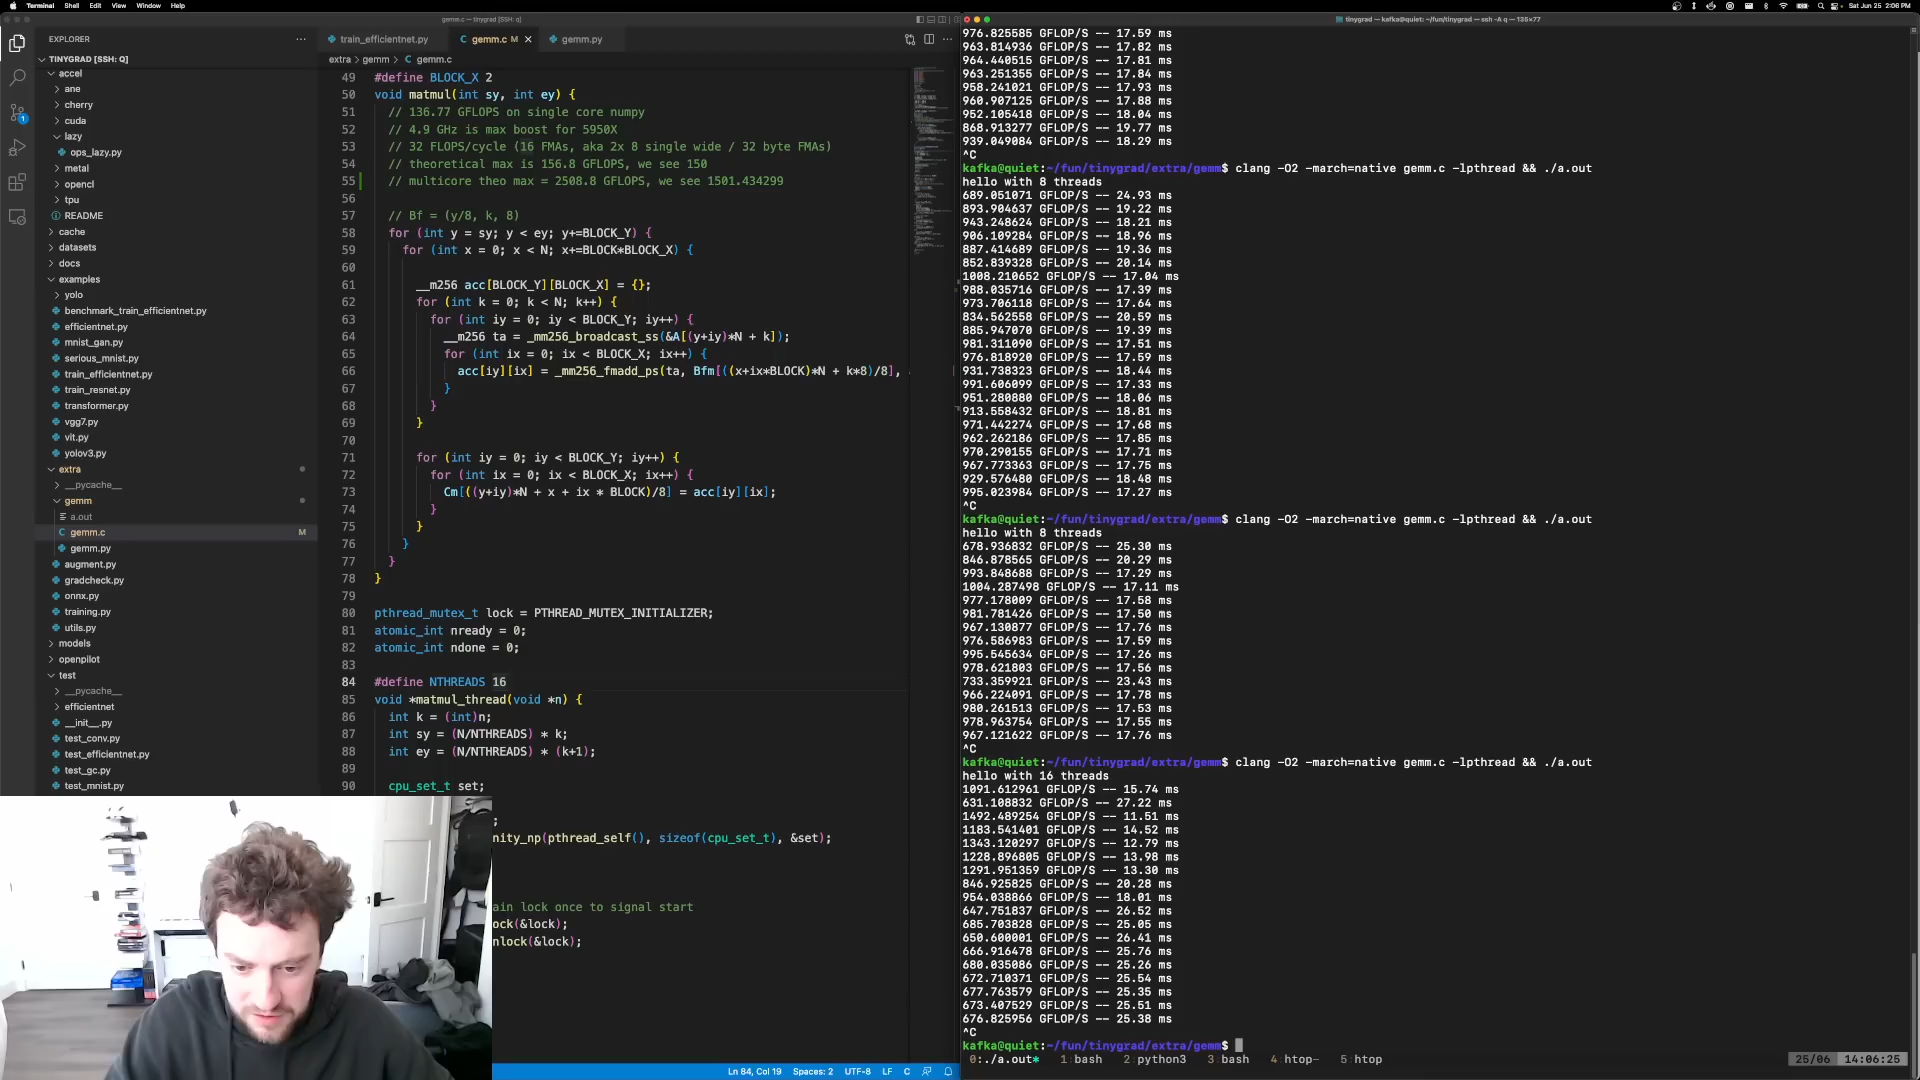 Terminal Shell Edit View Window Help
Sat Jun 25 2:06 PM
gemm.c — tinygrad [SSH: q]
EXPLORER
TINYGRAD [SSH: Q]
accel
ane
cherry
cuda
lazy
ops_lazy.py
metal
opencl
tpu
README
cache
datasets
docs
examples
yolo
benchmark_train_efficientnet.py
efficientnet.py
mnist_gan.py
serious_mnist.py
train_efficientnet.py
train_resnet.py
transformer.py
vgg7.py
vit.py
yolov3.py
extra
__pycache__
gemm
a.out
gemm.c M
gemm.py
augment.py
gradcheck.py
onnx.py
training.py
utils.py
models
openpilot
test
__pycache__
efficientnet
__init__.py
test_conv.py
test_efficientnet.py
test_gc.py
test_mnist.py
train_efficientnet.py gemm.c M gemm.py
extra > gemm > gemm.c
49 #define BLOCK_X 2
50 void matmul(int sy, int ey) {
51 // 136.77 GFLOPS on single core numpy
52 // 4.9 GHz is max boost for 5950X
53 // 32 FLOPS/cycle (16 FMAs, aka 2x 8 single wide / 32 byte FMAs)
54 // theoretical max is 156.8 GFLOPS, we see 150
55 // multicore theo max = 2508.8 GFLOPS, we see 1501.434299
56
57 // Bf = (y/8, k, 8)
58 for (int y = sy; y < ey; y+=BLOCK_Y) {
59 for (int x = 0; x < N; x+=BLOCK*BLOCK_X) {
60
61 __m256 acc[BLOCK_Y][BLOCK_X] = {};
62 for (int k = 0; k < N; k++) {
63 for (int iy = 0; iy < BLOCK_Y; iy++) {
64 __m256 ta = _mm256_broadcast_ss(&A[(y+iy)*N + k]);
65 for (int ix = 0; ix < BLOCK_X; ix++) {
66 acc[iy][ix] = _mm256_fmadd_ps(ta, Bfm[((x+ix*BLOCK)*N + k*8)/8],
67 }
68 }
69 }
70
71 for (int iy = 0; iy < BLOCK_Y; iy++) {
72 for (int ix = 0; ix < BLOCK_X; ix++) {
73 Cm[((y+iy)*N + x + ix * BLOCK)/8] = acc[iy][ix];
74 }
75 }
76 }
77 }
78 }
79
80 pthread_mutex_t lock = PTHREAD_MUTEX_INITIALIZER;
81 atomic_int nready = 0;
82 atomic_int ndone = 0;
83
84 #define NTHREADS 16
85 void *matmul_thread(void *n) {
86 int k = (int)n;
87 int sy = (N/NTHREADS) * k;
88 int ey = (N/NTHREADS) * (k+1);
89
90 cpu_set_t set;
;
nity_np(pthread_self(), sizeof(cpu_set_t), &set);
ain lock once to signal start
ock(&lock);
nlock(&lock);
Ln 84, Col 19 Spaces: 2 UTF-8 LF C
tinygrad — kafka@quiet: ~/fun/tinygrad — ssh -A q — 135×77
976.825585 GFLOP/S -- 17.59 ms
963.814936 GFLOP/S -- 17.82 ms
964.440515 GFLOP/S -- 17.81 ms
963.251355 GFLOP/S -- 17.84 ms
958.241021 GFLOP/S -- 17.93 ms
960.907125 GFLOP/S -- 17.88 ms
952.105418 GFLOP/S -- 18.04 ms
868.913277 GFLOP/S -- 19.77 ms
939.049084 GFLOP/S -- 18.29 ms
^C
kafka@quiet:~/fun/tinygrad/extra/gemm$ clang -O2 -march=native gemm.c -lpthread && ./a.out
hello with 8 threads
689.051071 GFLOP/S -- 24.93 ms
893.904637 GFLOP/S -- 19.22 ms
943.248624 GFLOP/S -- 18.21 ms
906.109284 GFLOP/S -- 18.96 ms
887.414689 GFLOP/S -- 19.36 ms
852.839328 GFLOP/S -- 20.14 ms
1008.210652 GFLOP/S -- 17.04 ms
988.035716 GFLOP/S -- 17.39 ms
973.706118 GFLOP/S -- 17.64 ms
834.562558 GFLOP/S -- 20.59 ms
885.947070 GFLOP/S -- 19.39 ms
981.311090 GFLOP/S -- 17.51 ms
976.818920 GFLOP/S -- 17.59 ms
931.738323 GFLOP/S -- 18.44 ms
991.606099 GFLOP/S -- 17.33 ms
951.280880 GFLOP/S -- 18.06 ms
913.558432 GFLOP/S -- 18.81 ms
971.442274 GFLOP/S -- 17.68 ms
962.262186 GFLOP/S -- 17.85 ms
970.290155 GFLOP/S -- 17.71 ms
967.773363 GFLOP/S -- 17.75 ms
929.576480 GFLOP/S -- 18.48 ms
995.023984 GFLOP/S -- 17.27 ms
^C
kafka@quiet:~/fun/tinygrad/extra/gemm$ clang -O2 -march=native gemm.c -lpthread && ./a.out
hello with 8 threads
678.936832 GFLOP/S -- 25.30 ms
846.878565 GFLOP/S -- 20.29 ms
993.848688 GFLOP/S -- 17.29 ms
1004.287498 GFLOP/S -- 17.11 ms
977.178009 GFLOP/S -- 17.58 ms
981.781426 GFLOP/S -- 17.50 ms
967.130877 GFLOP/S -- 17.76 ms
976.586983 GFLOP/S -- 17.59 ms
995.545634 GFLOP/S -- 17.26 ms
978.621803 GFLOP/S -- 17.56 ms
733.359921 GFLOP/S -- 23.43 ms
966.224091 GFLOP/S -- 17.78 ms
980.261513 GFLOP/S -- 17.53 ms
978.963754 GFLOP/S -- 17.55 ms
967.121622 GFLOP/S -- 17.76 ms
^C
kafka@quiet:~/fun/tinygrad/extra/gemm$ clang -O2 -march=native gemm.c -lpthread && ./a.out
hello with 16 threads
1091.612961 GFLOP/S -- 15.74 ms
631.108832 GFLOP/S -- 27.22 ms
1492.489254 GFLOP/S -- 11.51 ms
1183.541401 GFLOP/S -- 14.52 ms
1343.120297 GFLOP/S -- 12.79 ms
1228.896805 GFLOP/S -- 13.98 ms
1291.951359 GFLOP/S -- 13.30 ms
846.925825 GFLOP/S -- 20.28 ms
954.038866 GFLOP/S -- 18.01 ms
647.751837 GFLOP/S -- 26.52 ms
685.703828 GFLOP/S -- 25.05 ms
650.600001 GFLOP/S -- 26.41 ms
666.916478 GFLOP/S -- 25.76 ms
680.035086 GFLOP/S -- 25.26 ms
672.710371 GFLOP/S -- 25.54 ms
677.763579 GFLOP/S -- 25.35 ms
673.407529 GFLOP/S -- 25.51 ms
676.825956 GFLOP/S -- 25.38 ms
^C
kafka@quiet:~/fun/tinygrad/extra/gemm$
0:./a.out* 1:bash 2:python3 3:bash 4:htop- 5:htop
25/06 14:06:25